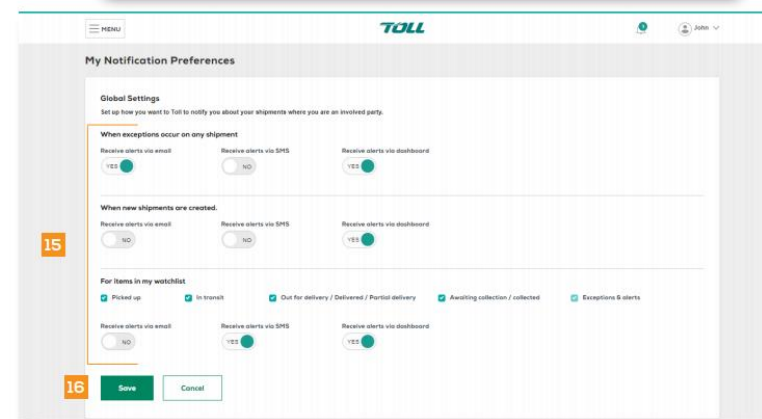 MENU TOLL John
My Notification Preferences
Global Settings
Set up how you want to Toll to notify you about your shipments where you are an involved party.
When exceptions occur on any shipment
Receive alerts via email Receive alerts via SMS Receive alerts via dashboard
YES NO YES
When new shipments are created.
Receive alerts via email Receive alerts via SMS Receive alerts via dashboard
NO NO YES
15
For items in my watchlist
Picked up In transit Out for delivery / Delivered / Partial delivery Awaiting collection / collected Exceptions & alerts
Receive alerts via email Receive alerts via SMS Receive alerts via dashboard
NO YES YES
16 Save Cancel